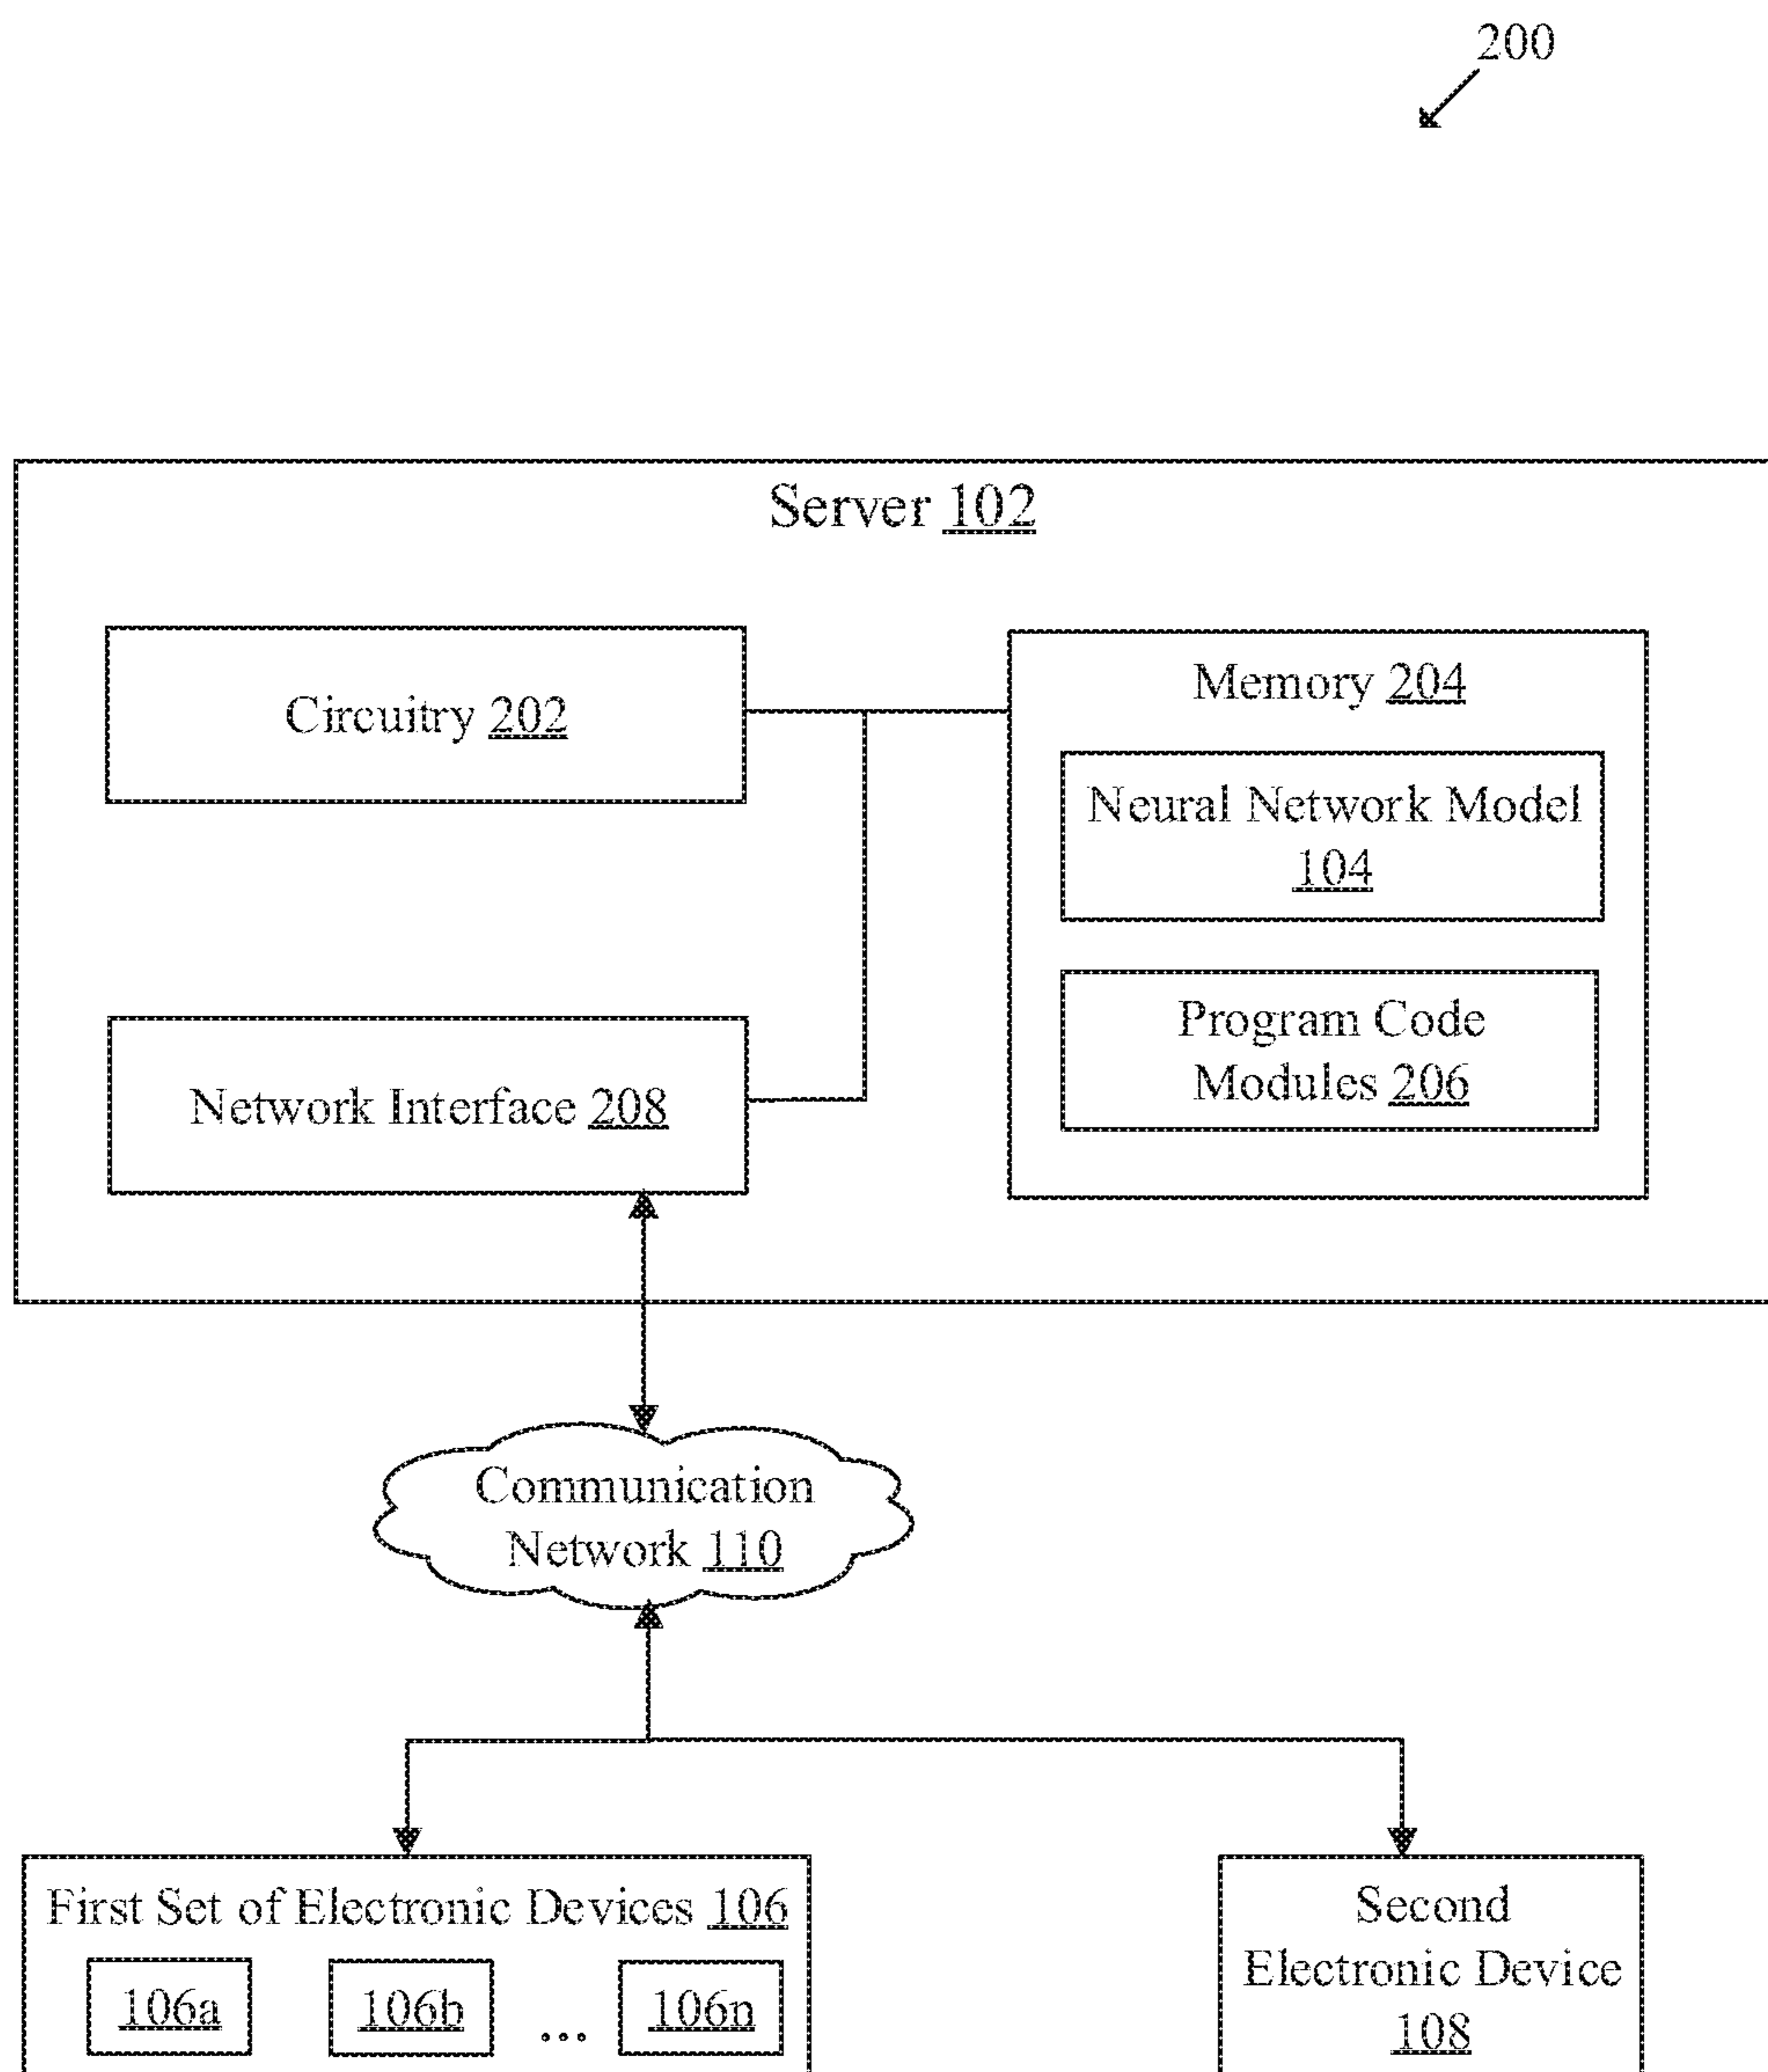 200
Server 102
Circuitry 202
Memory 204
Neural Network Model
104
Program Code
Modules 206
Network Interface 208
Communication
Network 110
First Set of Electronic Devices 106
106a 106b ... 106n
Second
Electronic Device
108